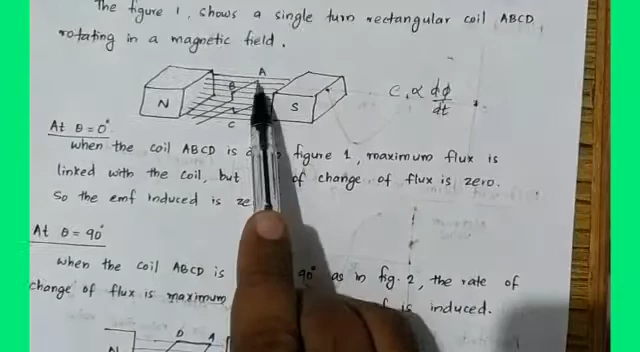 The figure 1, shows a single turn rectangular coil ABCD
rotating in a magnetic field.
A
B
N
S
C
e ∝ dφ/dt
At θ = 0°
when the coil ABCD is figure 1, maximum flux is
linked with the coil, but of change of flux is zero.
So the emf induced is
At θ = 90°
when the coil ABCD is 90° as in fig. 2, the rate of
change of flux is maximum is induced.
D
A
N